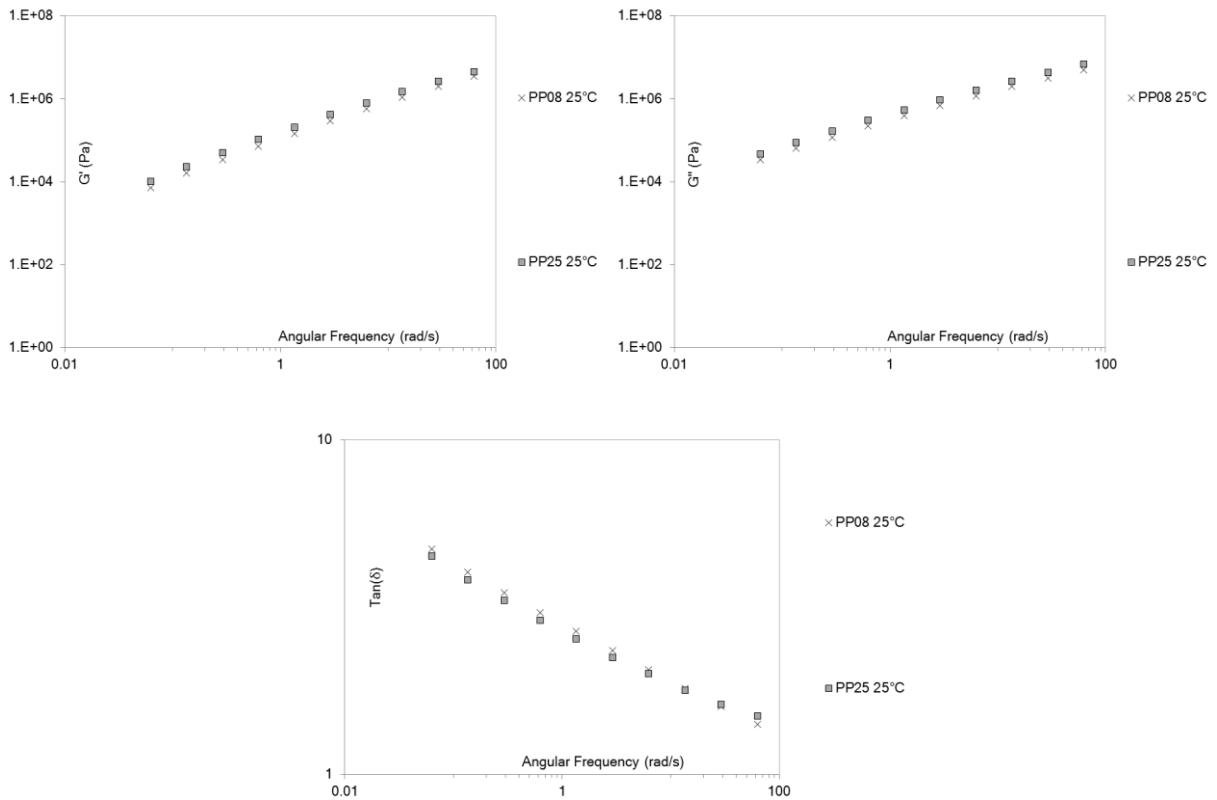 1.E+08
1.E+06
1.E+04
1.E+02
1.E+00
G' (Pa)
Angular Frequency (rad/s)
0.01
1
100
PP08 25°C
PP25 25°C
1.E+08
1.E+06
1.E+04
1.E+02
1.E+00
G'' (Pa)
Angular Frequency (rad/s)
0.01
1
100
PP08 25°C
PP25 25°C
10
1
Tan(δ)
Angular Frequency (rad/s)
0.01
1
100
PP08 25°C
PP25 25°C